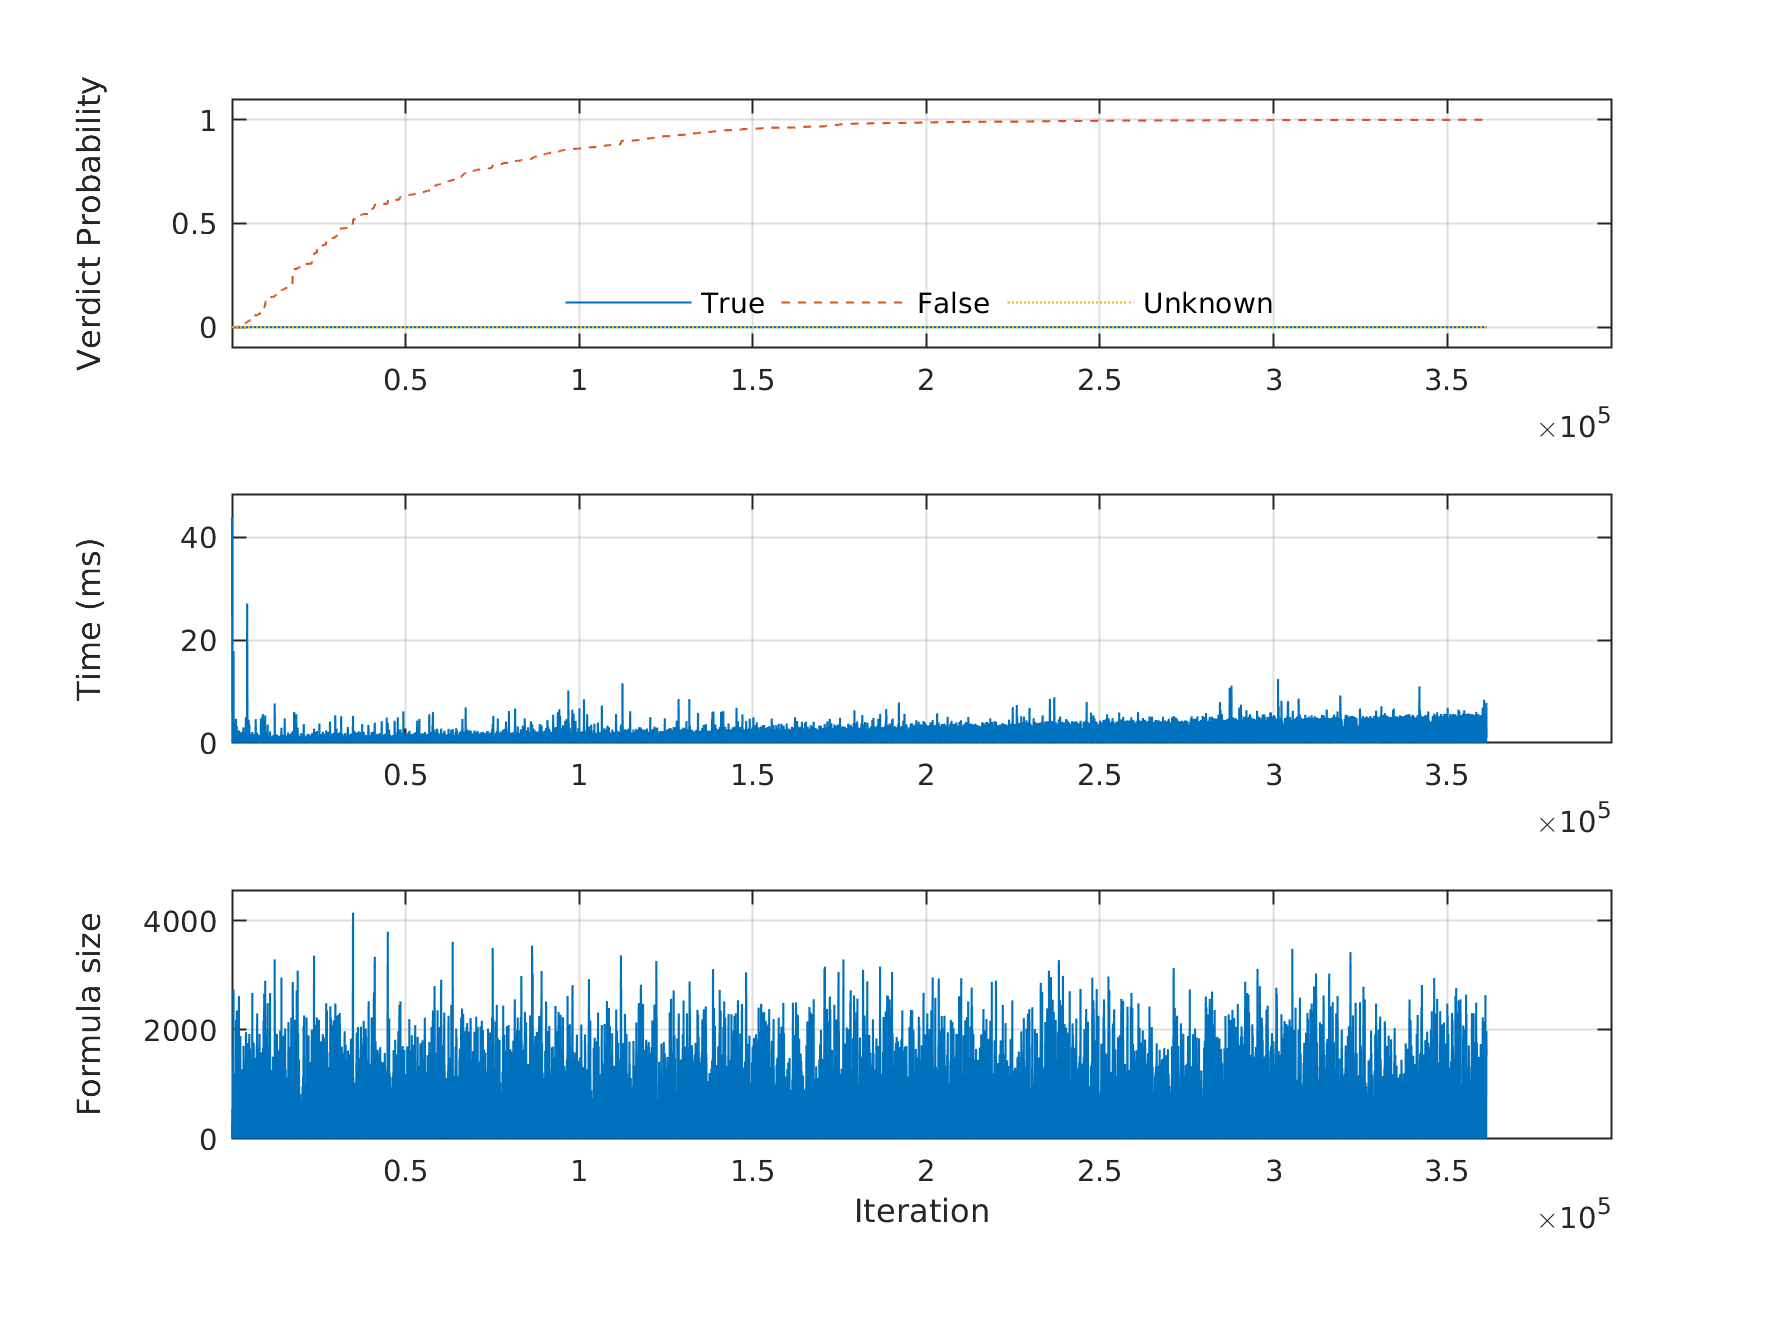 Verdict Probability
1
0.5
0
True False Unknown
0.5 1 1.5 2 2.5 3 3.5
×10^5
Time (ms)
40
20
0
0.5 1 1.5 2 2.5 3 3.5
×10^5
Formula size
4000
2000
0
0.5 1 1.5 2 2.5 3 3.5
Iteration
×10^5